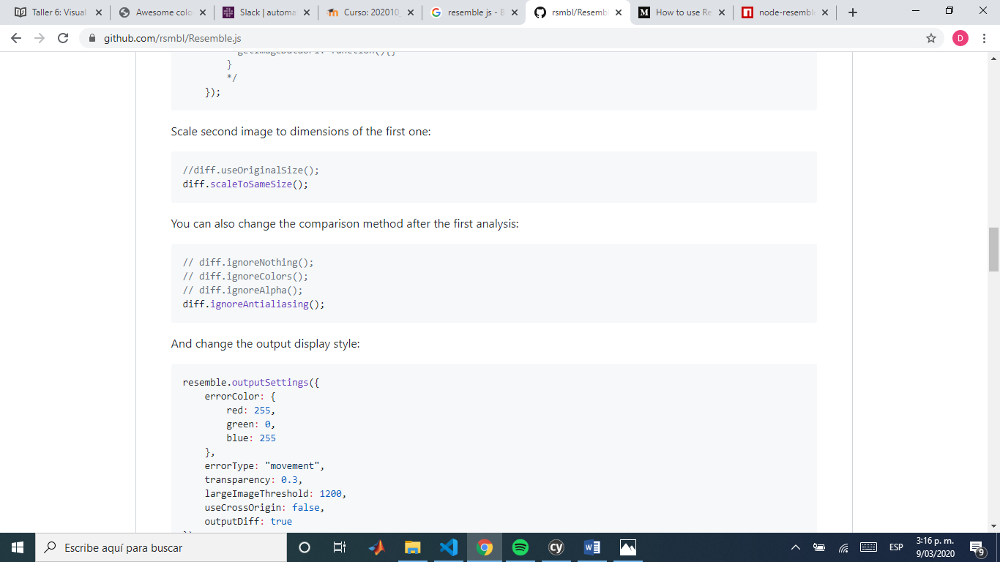 Taller 6: Visual
Awesome colo
Slack | automa
Curso: 202010_
resemble js - B
rsmbl/Resembl
How to use Re
node-resemble
github.com/rsmbl/Resemble.js
D
getImageDataUrl: function(){}
}
*/
});
Scale second image to dimensions of the first one:
//diff.useOriginalSize();
diff.scaleToSameSize();
You can also change the comparison method after the first analysis:
// diff.ignoreNothing();
// diff.ignoreColors();
// diff.ignoreAlpha();
diff.ignoreAntialiasing();
And change the output display style:
resemble.outputSettings({
errorColor: {
red: 255,
green: 0,
blue: 255
},
errorType: "movement",
transparency: 0.3,
largeImageThreshold: 1200,
useCrossOrigin: false,
outputDiff: true
Escribe aquí para buscar
cy
ESP
3:16 p. m.
9/03/2020
9